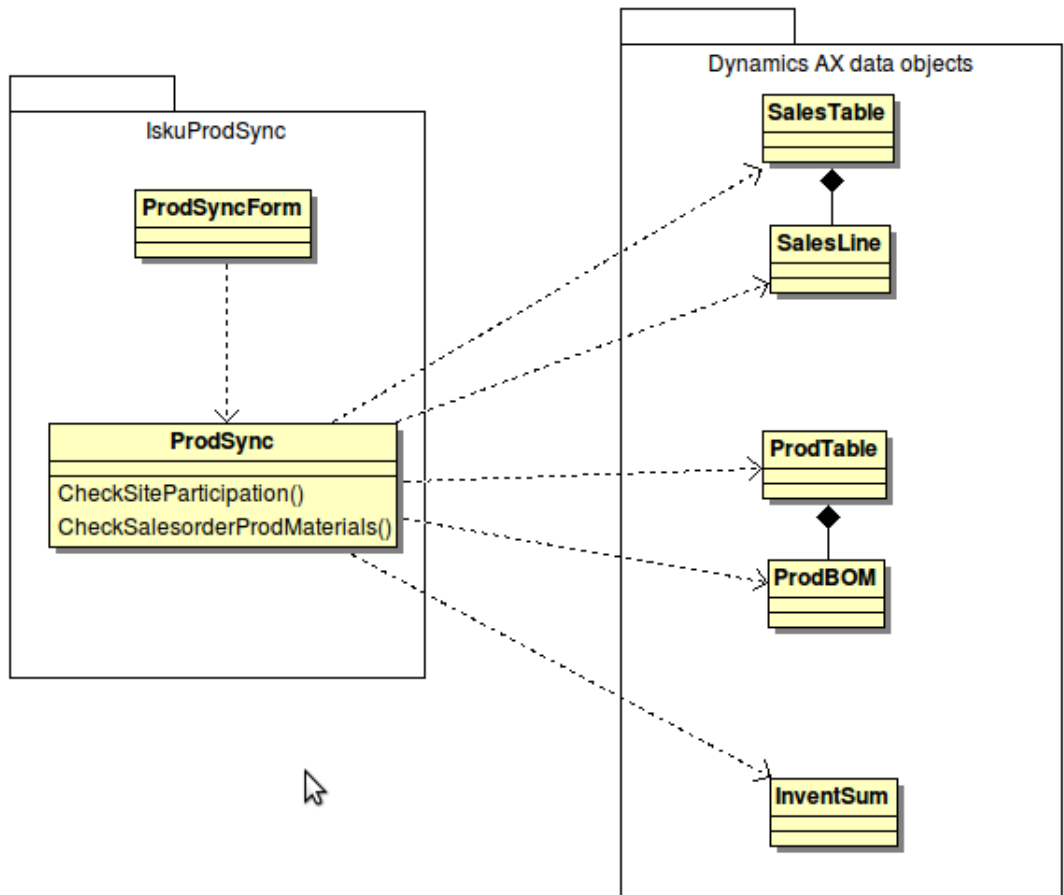 IskuProdSync
ProdSyncForm
ProdSync
CheckSiteParticipation()
CheckSalesorderProdMaterials()
Dynamics AX data objects
SalesTable
SalesLine
ProdTable
ProdBOM
InventSum